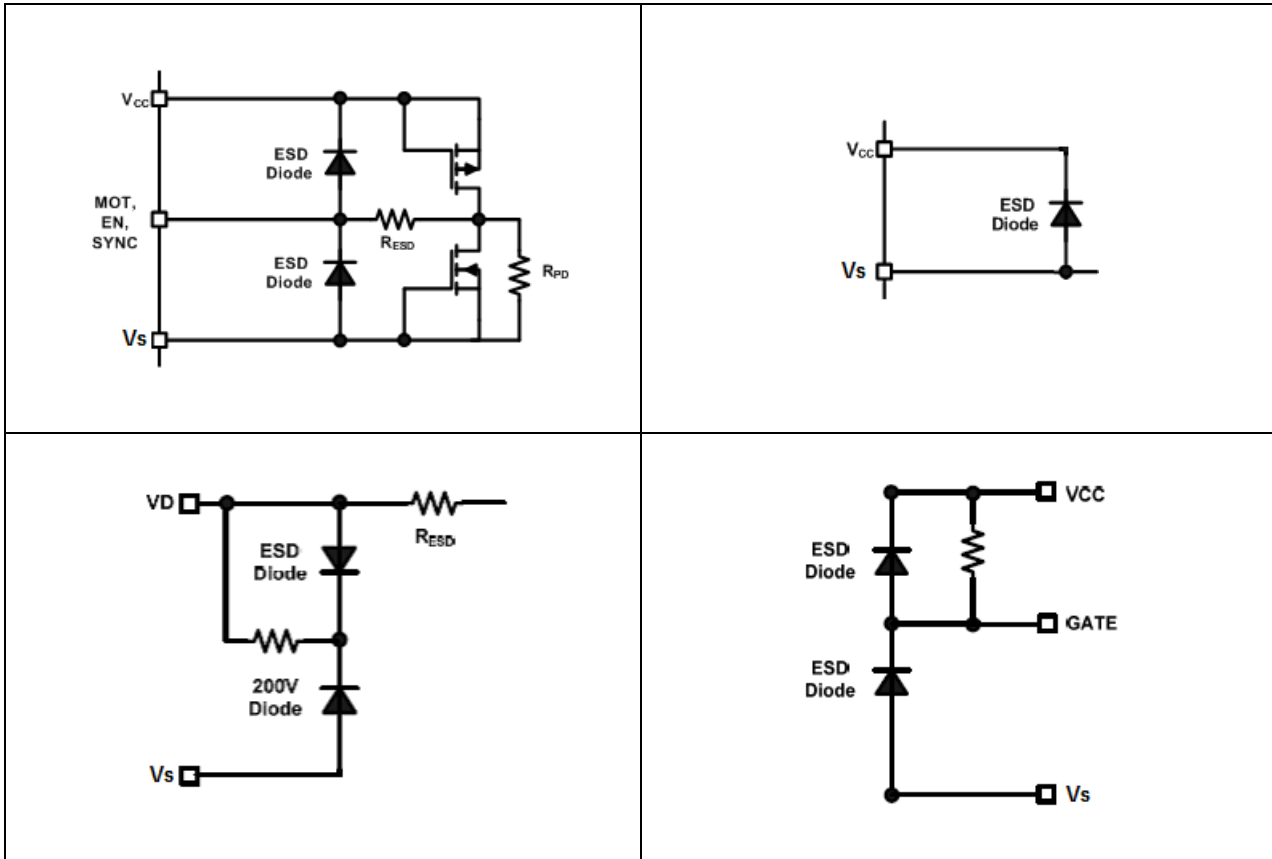 VCC
ESD
Diode
MOT,
EN,
SYNC
RESD
ESD
Diode
RPD
Vs
VCC
ESD
Diode
Vs
VD
RESD
ESD
Diode
200V
Diode
Vs
VCC
ESD
Diode
GATE
ESD
Diode
Vs